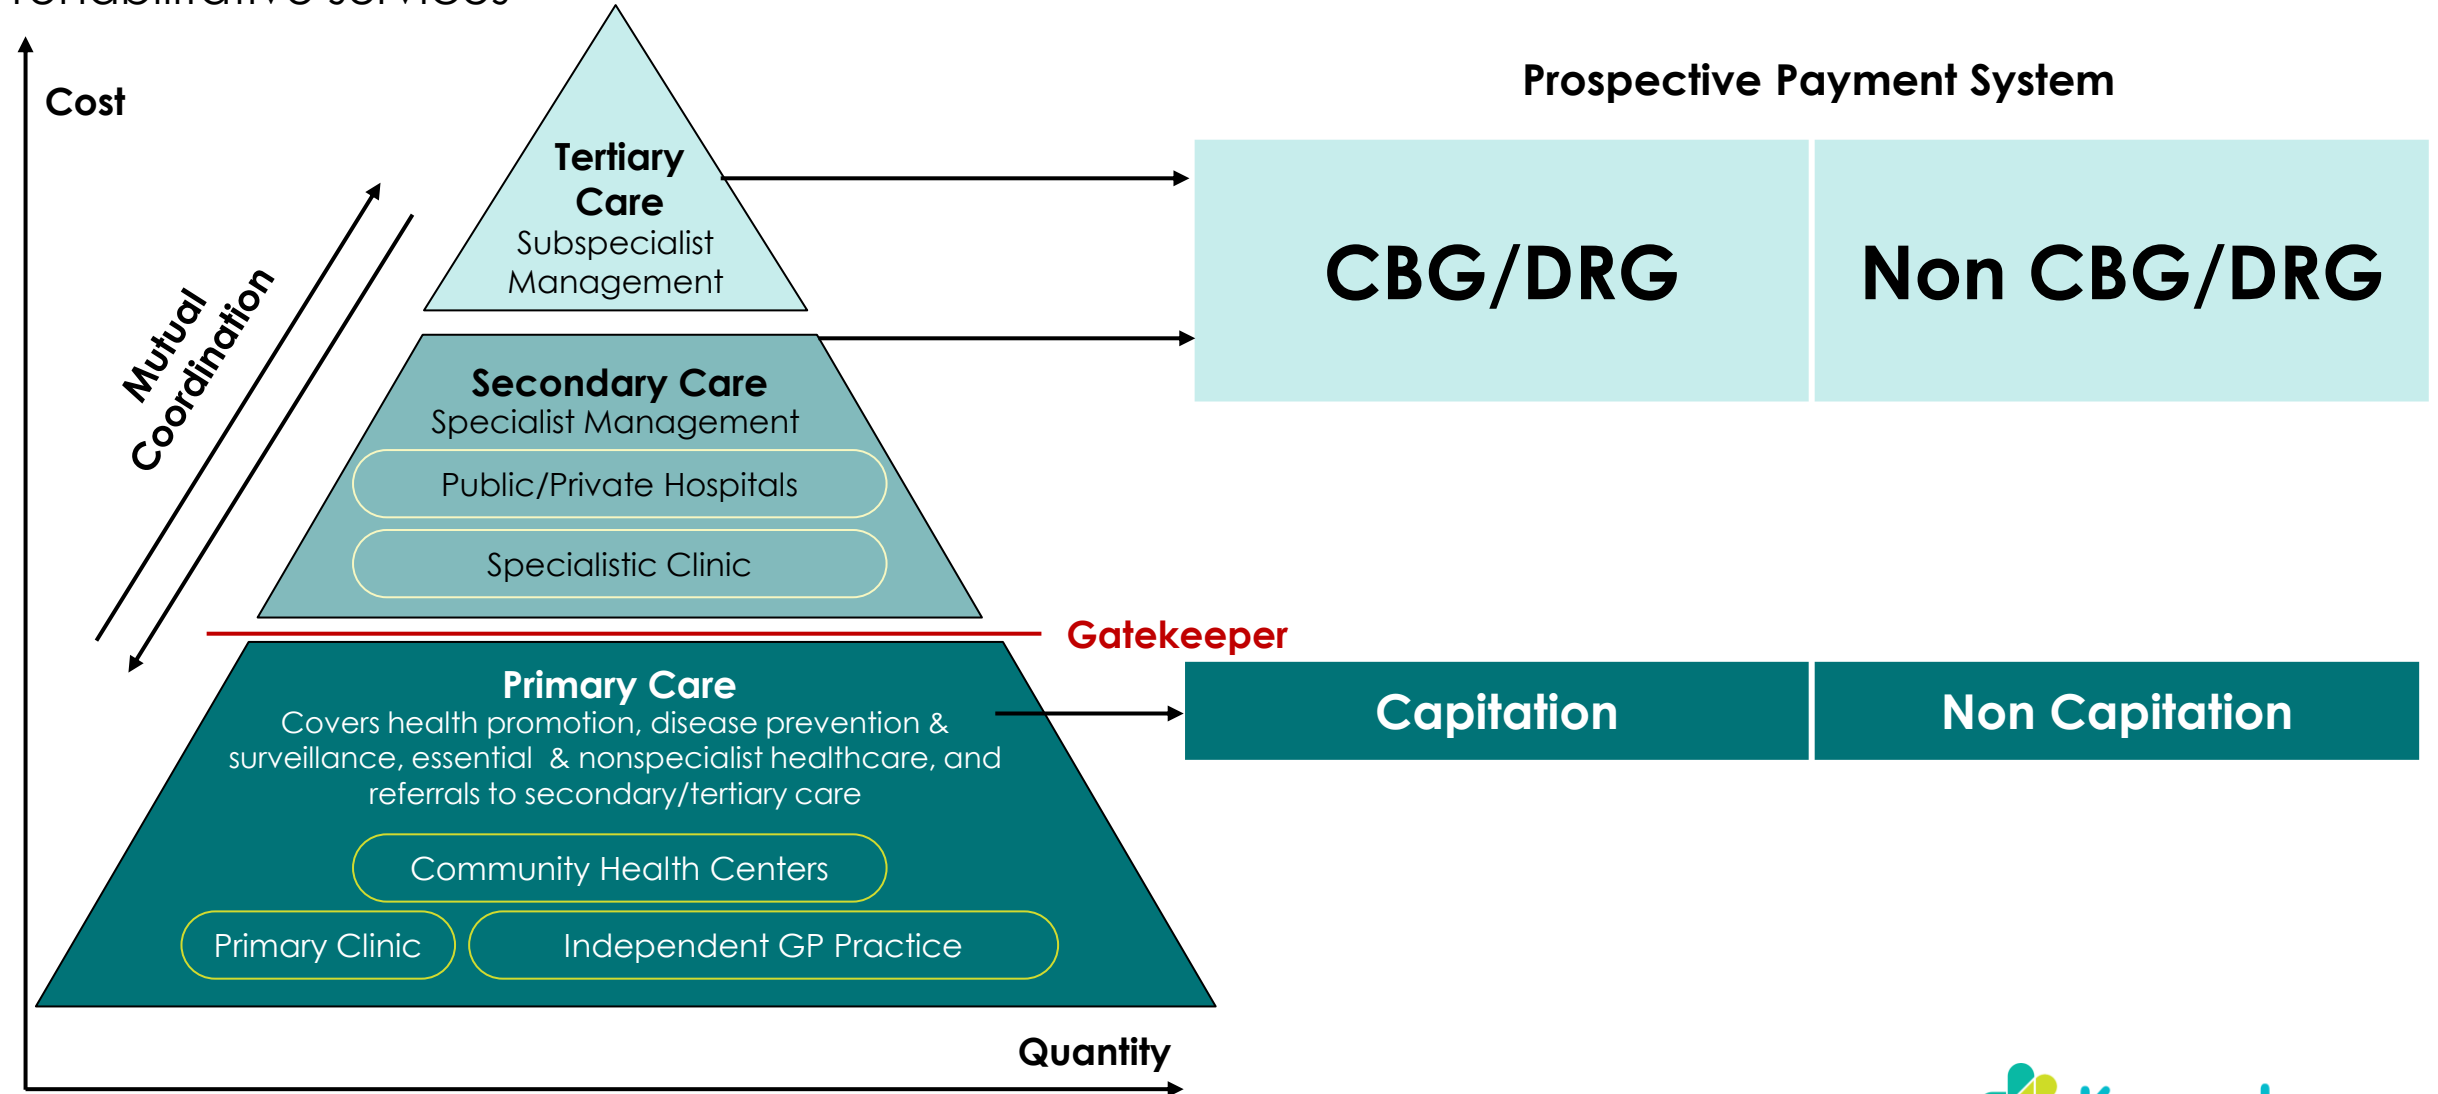 rehabilitative services
Cost
Prospective Payment System
Tertiary
Care
Subspecialist
Management
CBG/DRG
Non CBG/DRG
Mutual
Coordination
Secondary Care
Specialist Management
Public/Private Hospitals
Specialistic Clinic
Gatekeeper
Primary Care
Covers health promotion, disease prevention &
surveillance, essential & nonspecialist healthcare, and
referrals to secondary/tertiary care
Capitation
Non Capitation
Community Health Centers
Primary Clinic
Independent GP Practice
Quantity